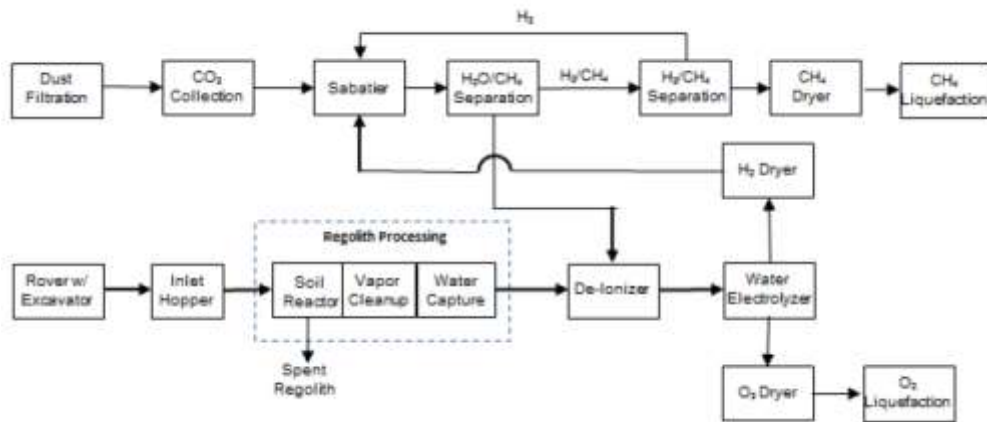 H₂
Dust
Filtration
CO₂
Collection
Sabatier
H₂O/CH₄
Separation
H₂/CH₄
H₂/CH₄
Separation
CH₄
Dryer
CH₄
Liquefaction
H₂ Dryer
Regolith Processing
Rover w/
Excavator
Inlet
Hopper
Soil
Reactor
Vapor
Cleanup
Water
Capture
De-Ionizer
Water
Electrolyzer
Spent
Regolith
O₂ Dryer
O₂
Liquefaction